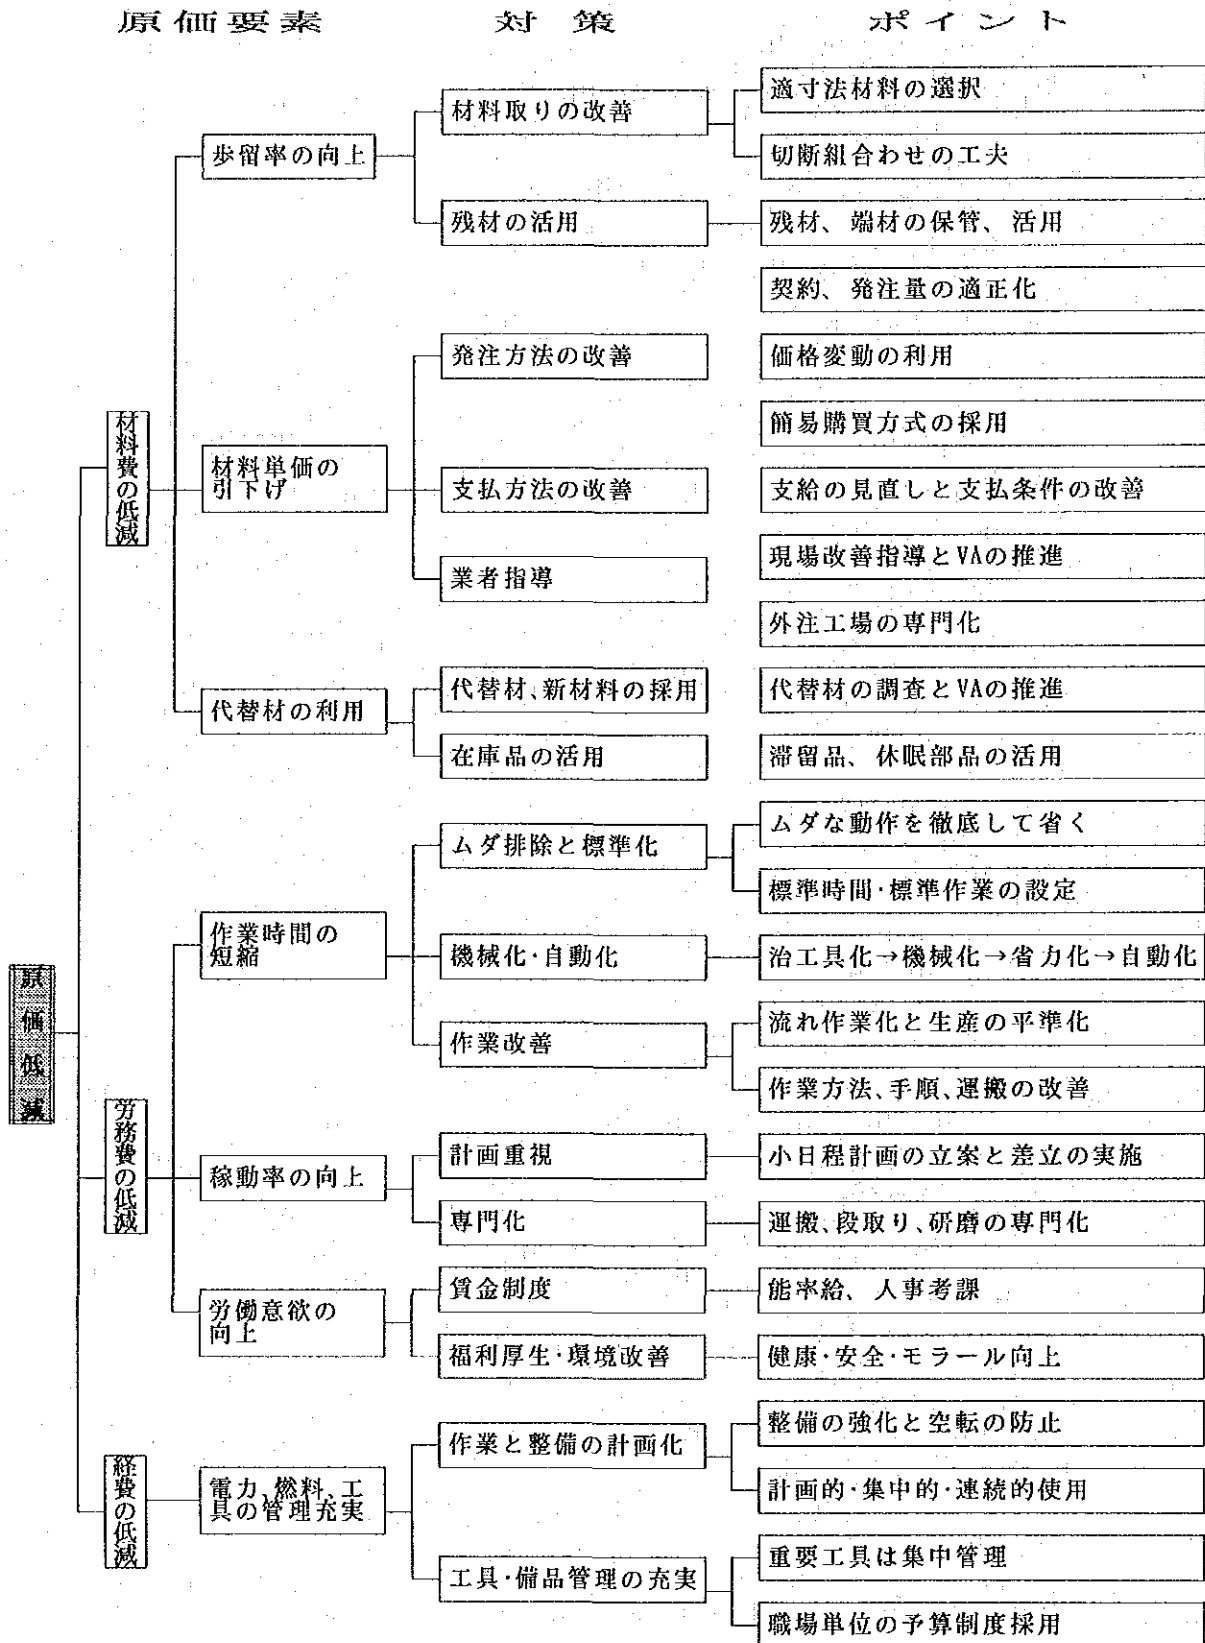 原価要素 対策 ポイント
原価低減
材料費の低減
歩留率の向上
材料取りの改善
適寸法材料の選択
切断組合わせの工夫
残材の活用
残材、端材の保管、活用
材料単価の
引下げ
発注方法の改善
契約、発注量の適正化
価格変動の利用
簡易購買方式の採用
支払方法の改善
支給の見直しと支払条件の改善
業者指導
現場改善指導とVAの推進
外注工場の専門化
代替材の利用
代替材、新材料の採用
代替材の調査とVAの推進
在庫品の活用
滞留品、休眠部品の活用
労務費の低減
作業時間の
短縮
ムダ排除と標準化
ムダな動作を徹底して省く
標準時間・標準作業の設定
機械化・自動化
治工具化→機械化→省力化→自動化
作業改善
流れ作業化と生産の平準化
作業方法、手順、運搬の改善
稼動率の向上
計画重視
小日程計画の立案と差立の実施
専門化
運搬、段取り、研磨の専門化
労働意欲の
向上
賃金制度
能率給、人事考課
福利厚生・環境改善
健康・安全・モラール向上
経費の低減
電力、燃料、工
具の管理充実
作業と整備の計画化
整備の強化と空転の防止
計画的・集中的・連続的使用
工具・備品管理の充実
重要工具は集中管理
職場単位の予算制度採用